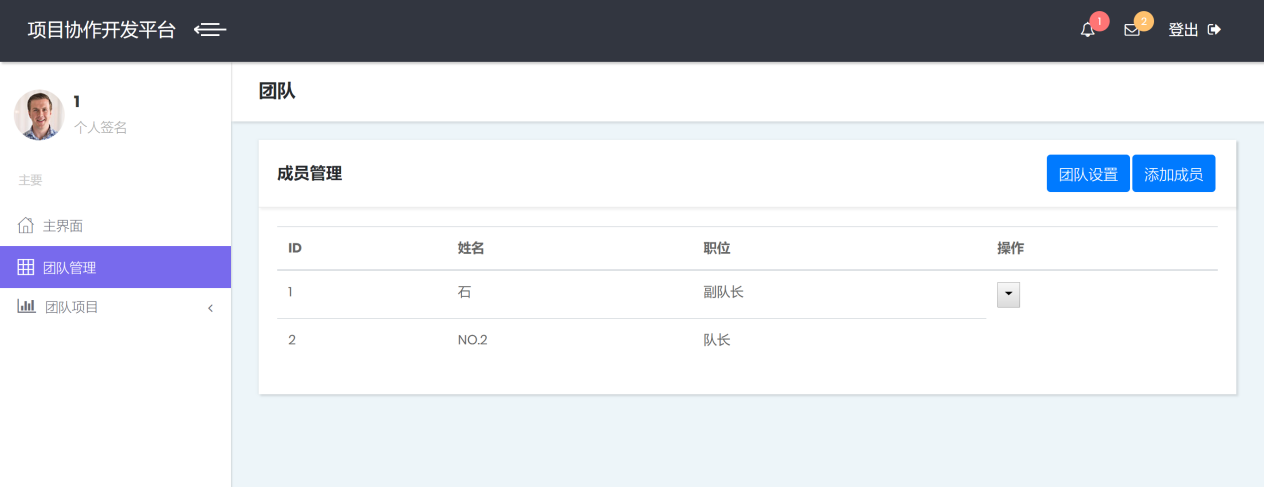 项目协作开发平台
1
2
登出
1
个人签名
主要
主界面
团队管理
团队项目
团队
成员管理
团队设置 添加成员
ID 姓名 职位 操作
1 石 副队长
2 NO.2 队长